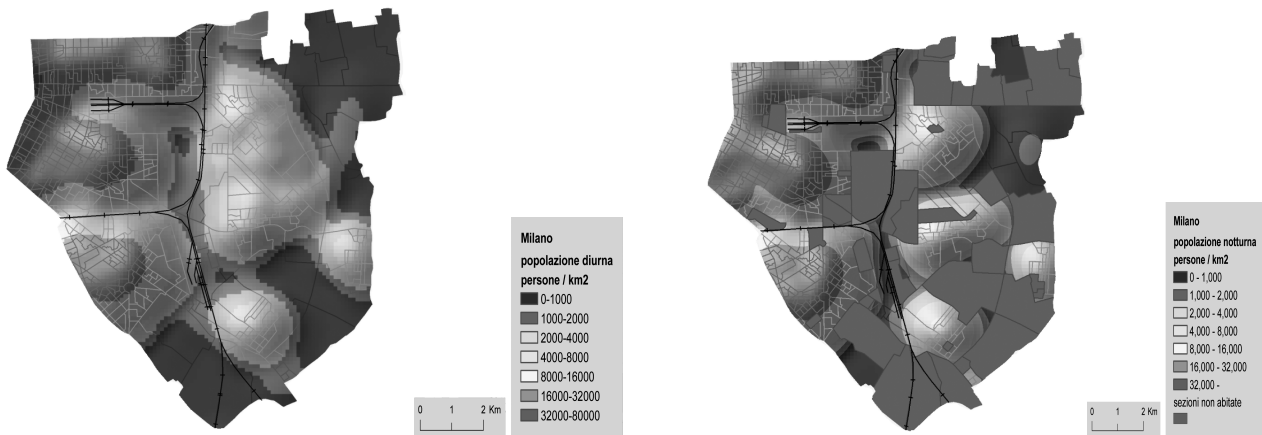 Milano
popolazione diurna
persone / km2
0-1000
1000-2000
2000-4000
4000-8000
8000-16000
16000-32000
32000-80000
0 1 2 Km
Milano
popolazione notturna
persone / km2
0 - 1,000
1,000 - 2,000
2,000 - 4,000
4,000 - 8,000
8,000 - 16,000
16,000 - 32,000
32,000 -
sezioni non abitate
0 1 2 Km